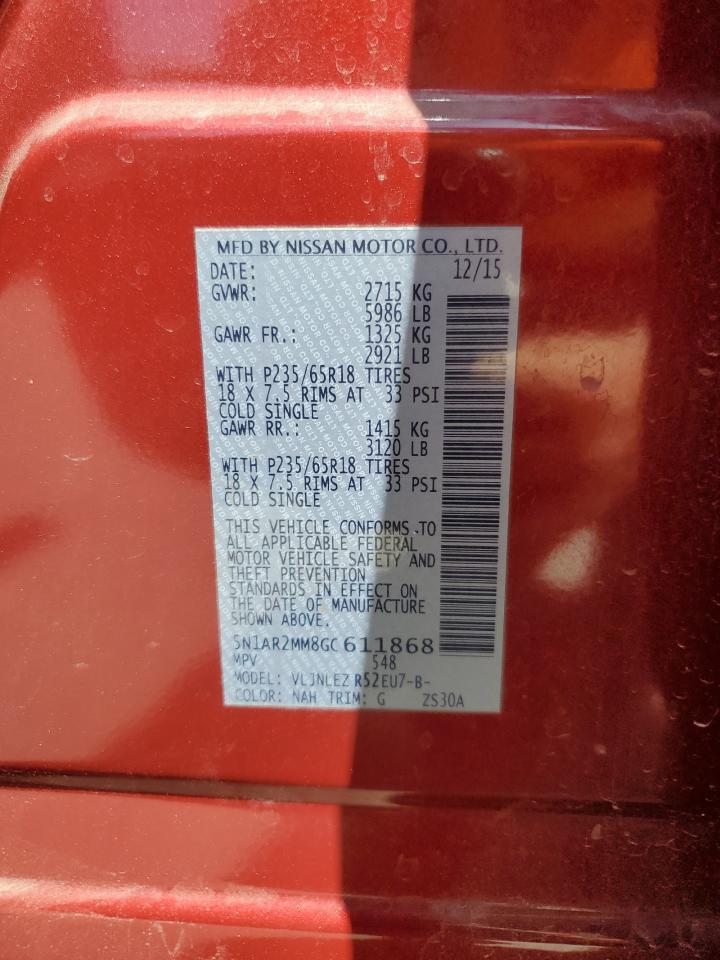 MFD BY NISSAN MOTOR CO., LTD.
DATE: 12/15
GVWR: 2715 KG
5986 LB
GAWR FR.: 1325 KG
2921 LB
WITH P235/65R18 TIRES
18 X 7.5 RIMS AT 33 PSI
COLD SINGLE
GAWR RR.: 1415 KG
3120 LB
WITH P235/65R18 TIRES
18 X 7.5 RIMS AT 33 PSI
COLD SINGLE
THIS VEHICLE CONFORMS TO
ALL APPLICABLE FEDERAL
MOTOR VEHICLE SAFETY AND
THEFT PREVENTION
STANDARDS IN EFFECT ON
THE DATE OF MANUFACTURE
SHOWN ABOVE.
5N1AR2MM8GC611868
MPV 548
MODEL: VLJNLEZ R52EU7-B-
COLOR: NAH TRIM: G ZS30A